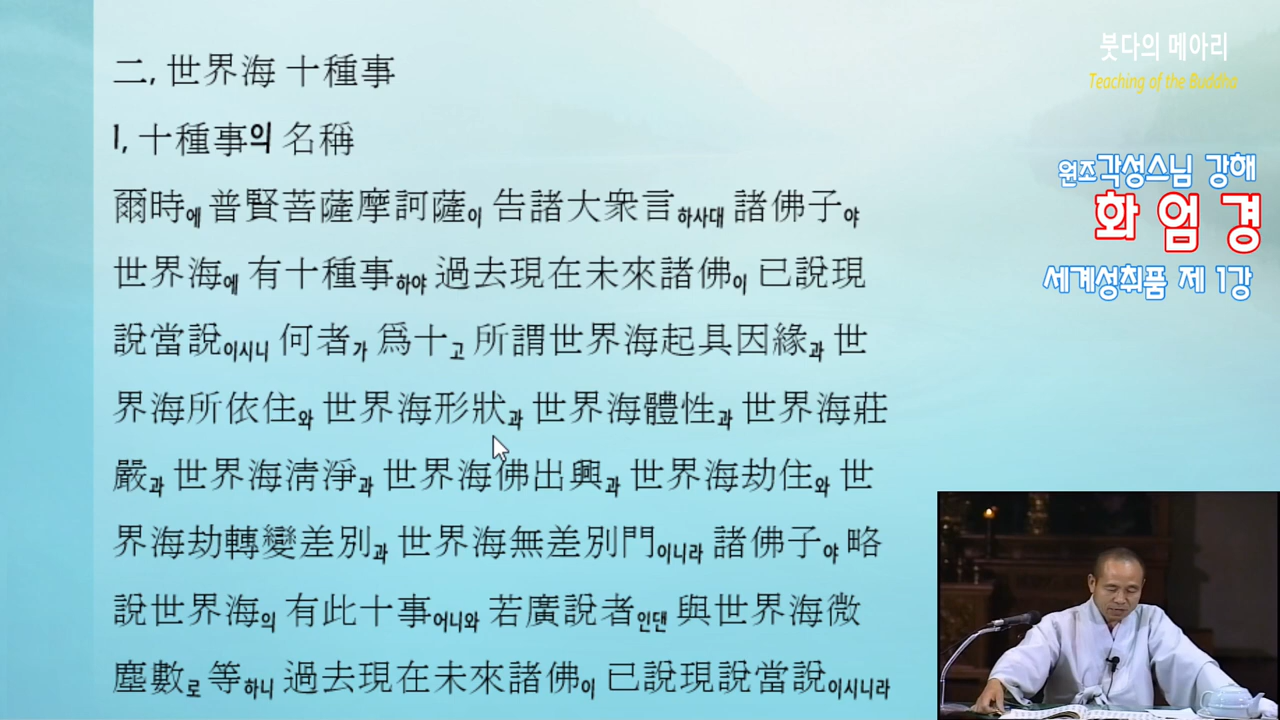 二, 世界海 十種事
1, 十種事의 名稱
爾時에 普賢菩薩摩訶薩이 告諸大衆言하사대 諸佛子야
世界海에 有十種事하야 過去現在未來諸佛이 已說現
說當說이시니 何者가 爲十고 所謂世界海起具因緣과 世
界海所依住와 世界海形狀과 世界海體性과 世界海莊
嚴과 世界海淸淨과 世界海佛出興과 世界海劫住와 世
界海劫轉變差別과 世界海無差別門이니라 諸佛子야 略
說世界海의 有此十事어니와 若廣說者인댄 與世界海微
塵數로 等하니 過去現在未來諸佛이 已說現說當說이시니라
붓다의 메아리
Teaching of the Buddha
원조각성스님 강해
화엄경
세계성취품 제 1강